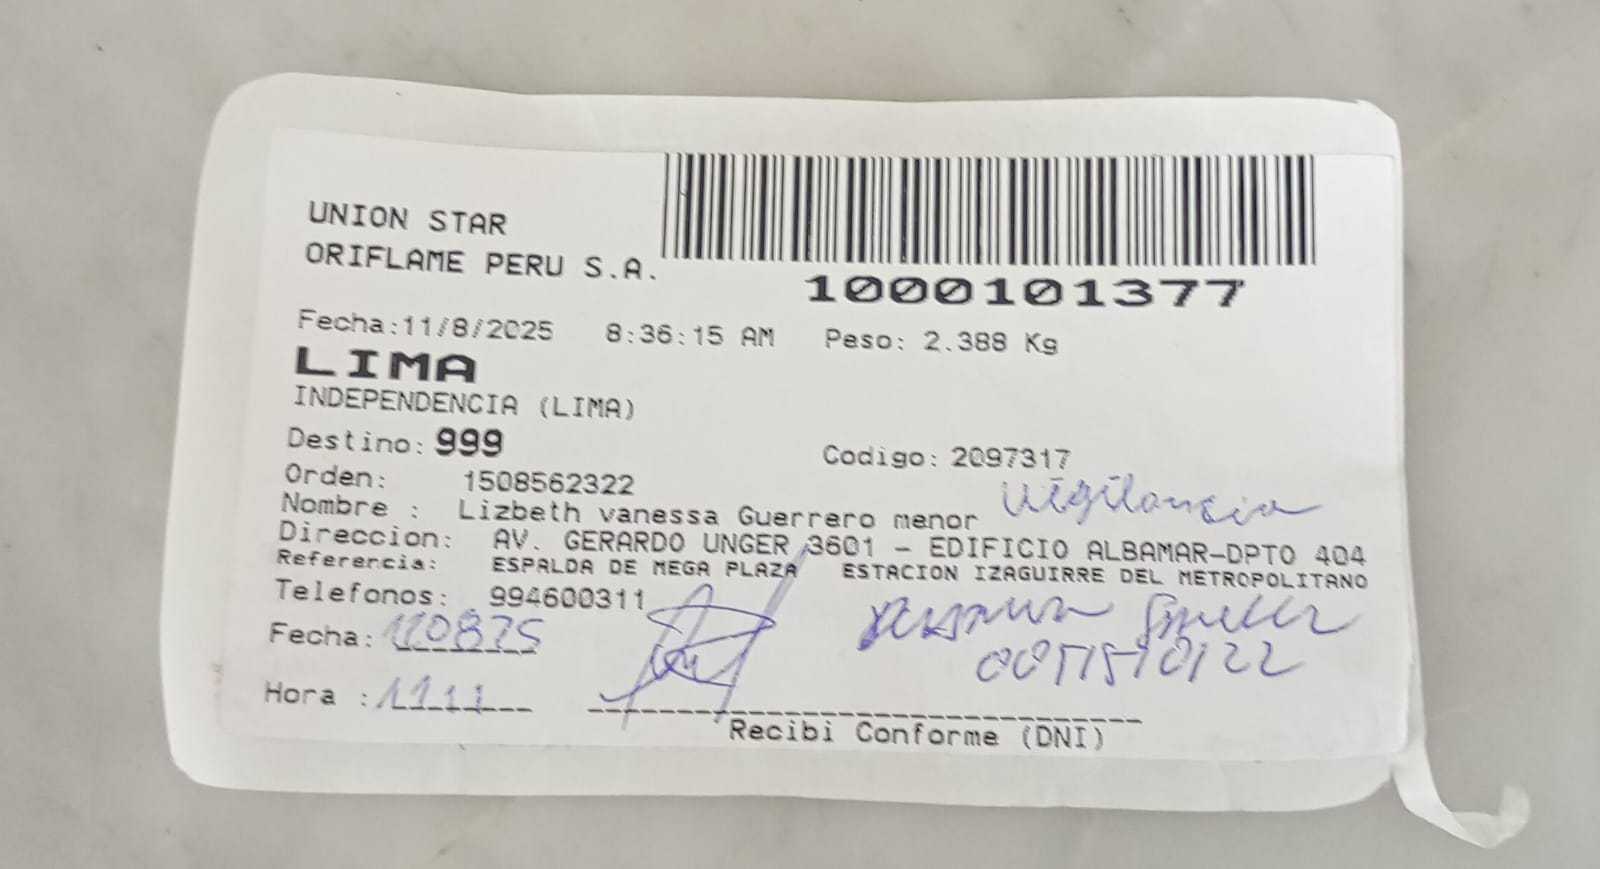 UNION STAR
ORIFLAME PERU S.A.
1000101377
Fecha:11/8/2025 8:36:15 AM Peso: 2.388 Kg
LIMA
INDEPENDENCIA (LIMA)
Destino: 999 Codigo: 2097317
Orden: 1508562322
Vigilancia
Nombre : Lizbeth vanessa Guerrero menor
Direccion: AV. GERARDO UNGER 3601 - EDIFICIO ALBAMAR-DPTO 404
Referencia: ESPALDA DE MEGA PLAZA ESTACION IZAGUIRRE DEL METROPOLITANO
Telefonos: 994600311
Fecha: 110825
Hora : 1111
Recibi Conforme (DNI)